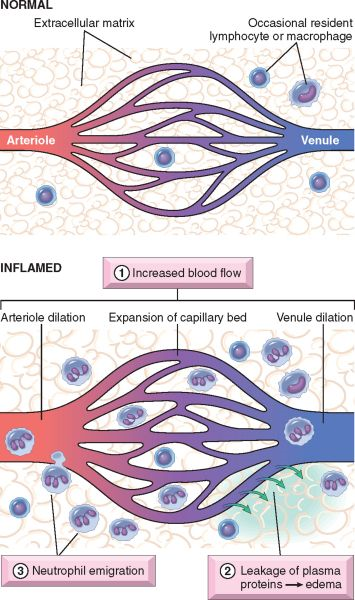 NORMAL
Extracellular matrix
Occasional resident
lymphocyte or macrophage
Arteriole
Venule
INFLAMED
1 Increased blood flow
Arteriole dilation
Expansion of capillary bed
Venule dilation
3 Neutrophil emigration
2 Leakage of plasma
proteins → edema